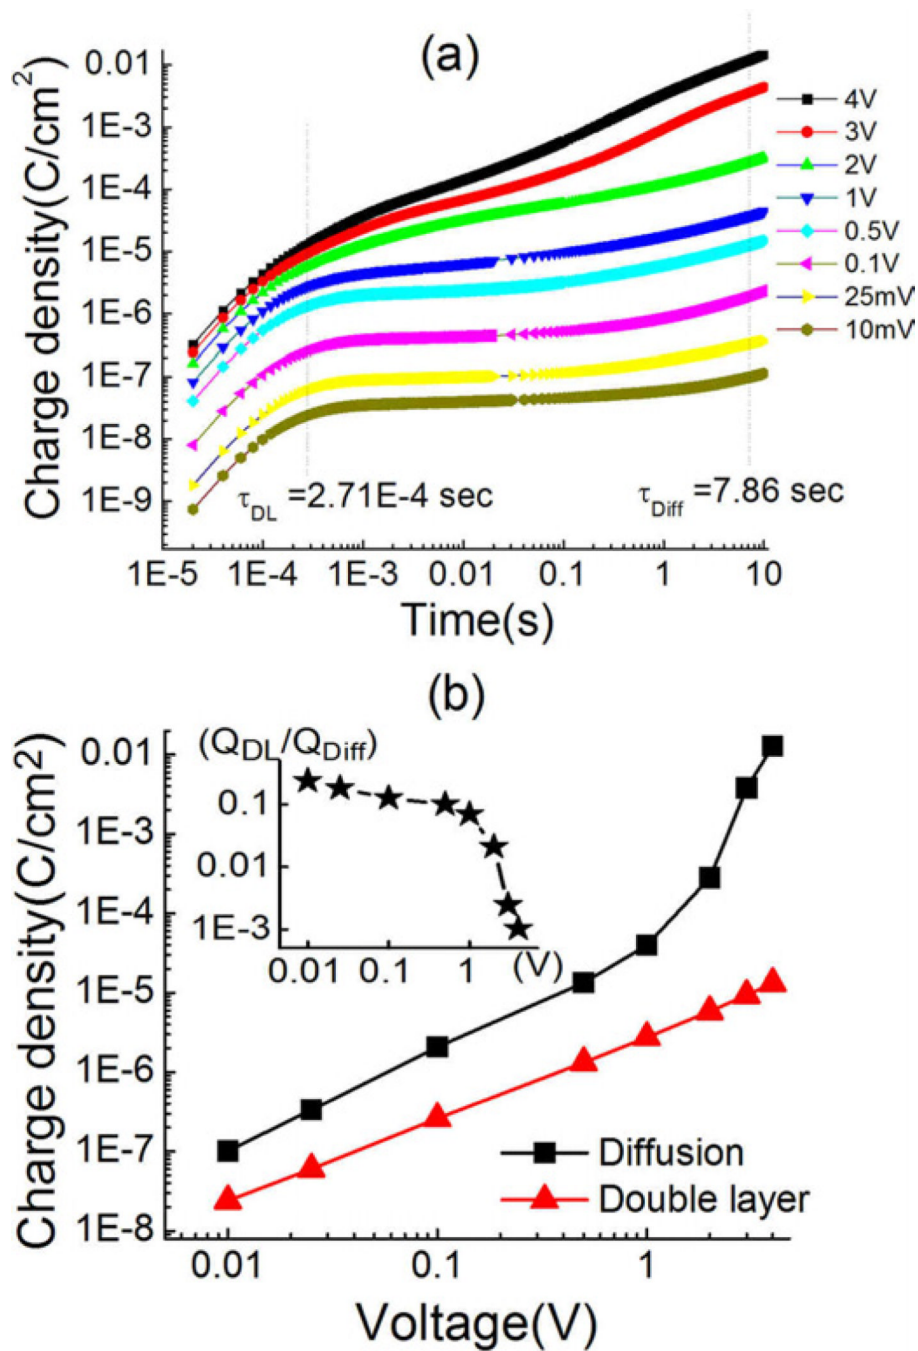 (a)
Charge density(C/cm²)
0.01
1E-3
1E-4
1E-5
1E-6
1E-7
1E-8
1E-9
4V
3V
2V
1V
0.5V
0.1V
25mV
10mV
τDL =2.71E-4 sec
τDiff =7.86 sec
1E-5 1E-4 1E-3 0.01 0.1 1 10
Time(s)
(b)
Charge density(C/cm²)
0.01
1E-3
1E-4
1E-5
1E-6
1E-7
1E-8
(QDL/QDiff)
0.1
0.01
1E-3
0.01 0.1 1 (V)
Diffusion
Double layer
0.01 0.1 1
Voltage(V)